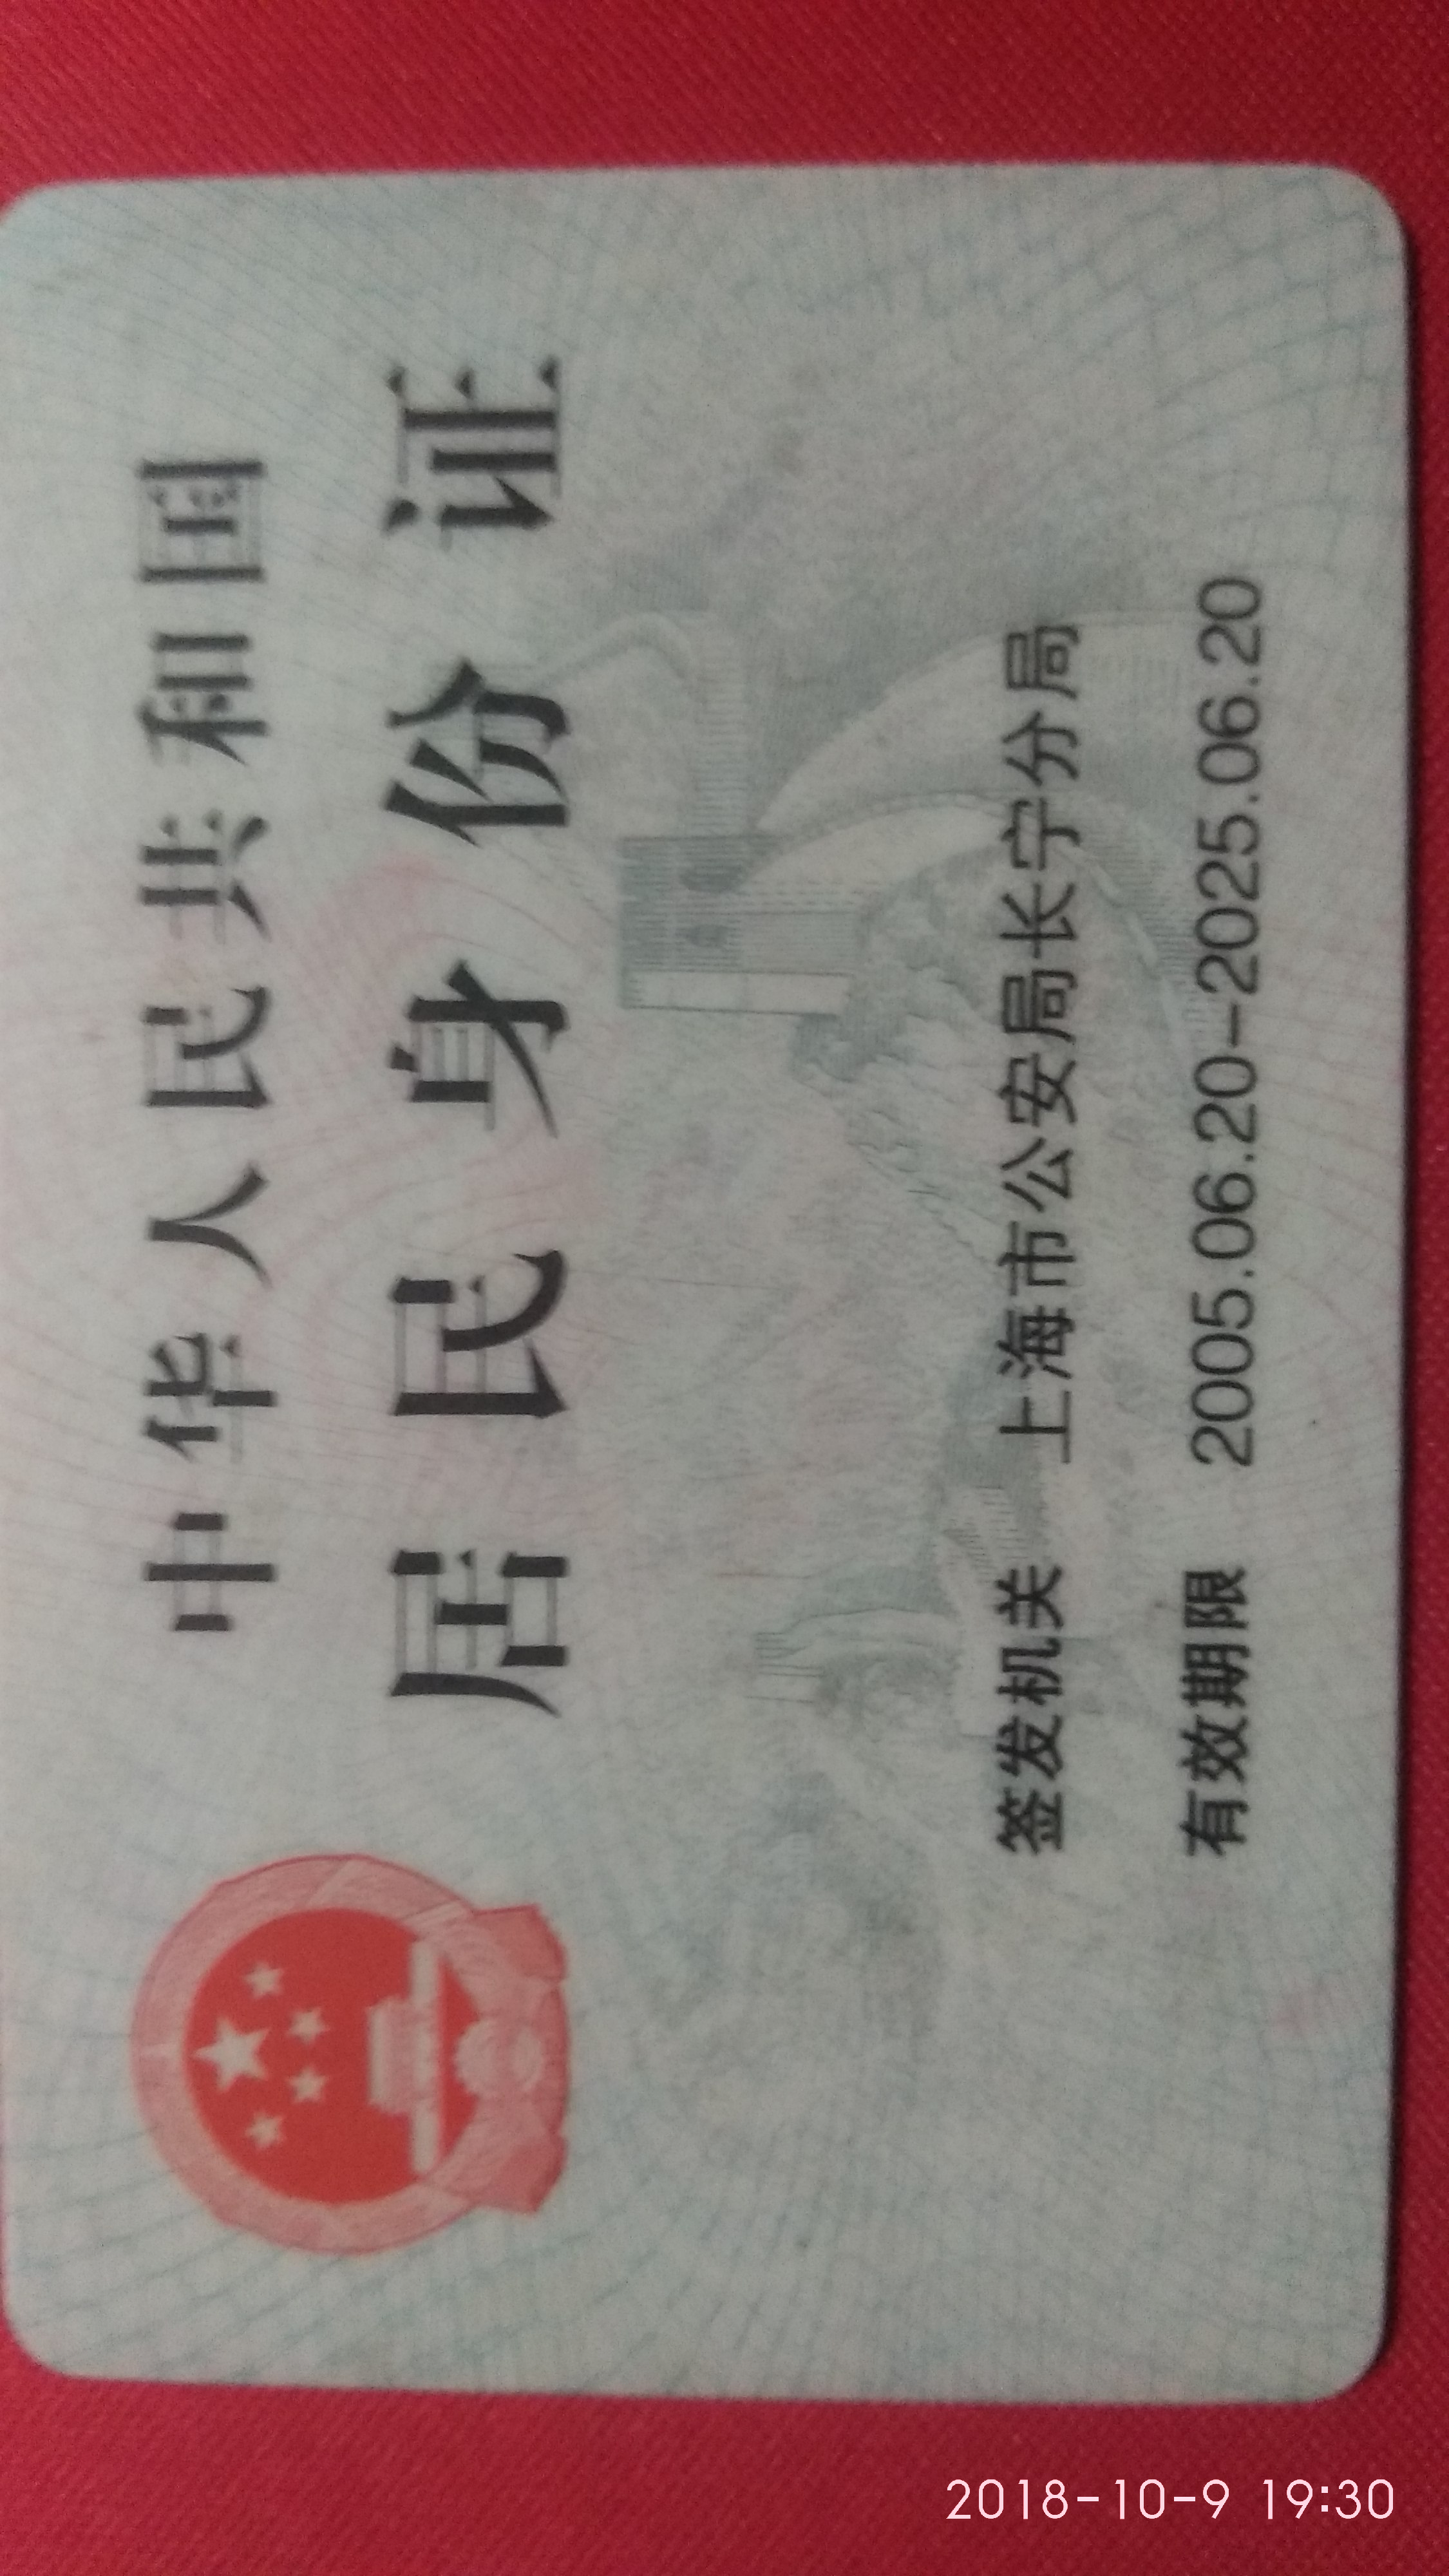 中华人民共和国
居民身份证
签发机关 上海市公安局长宁分局
有效期限 2005.06.20-2025.06.20
2018-10-9 19:30